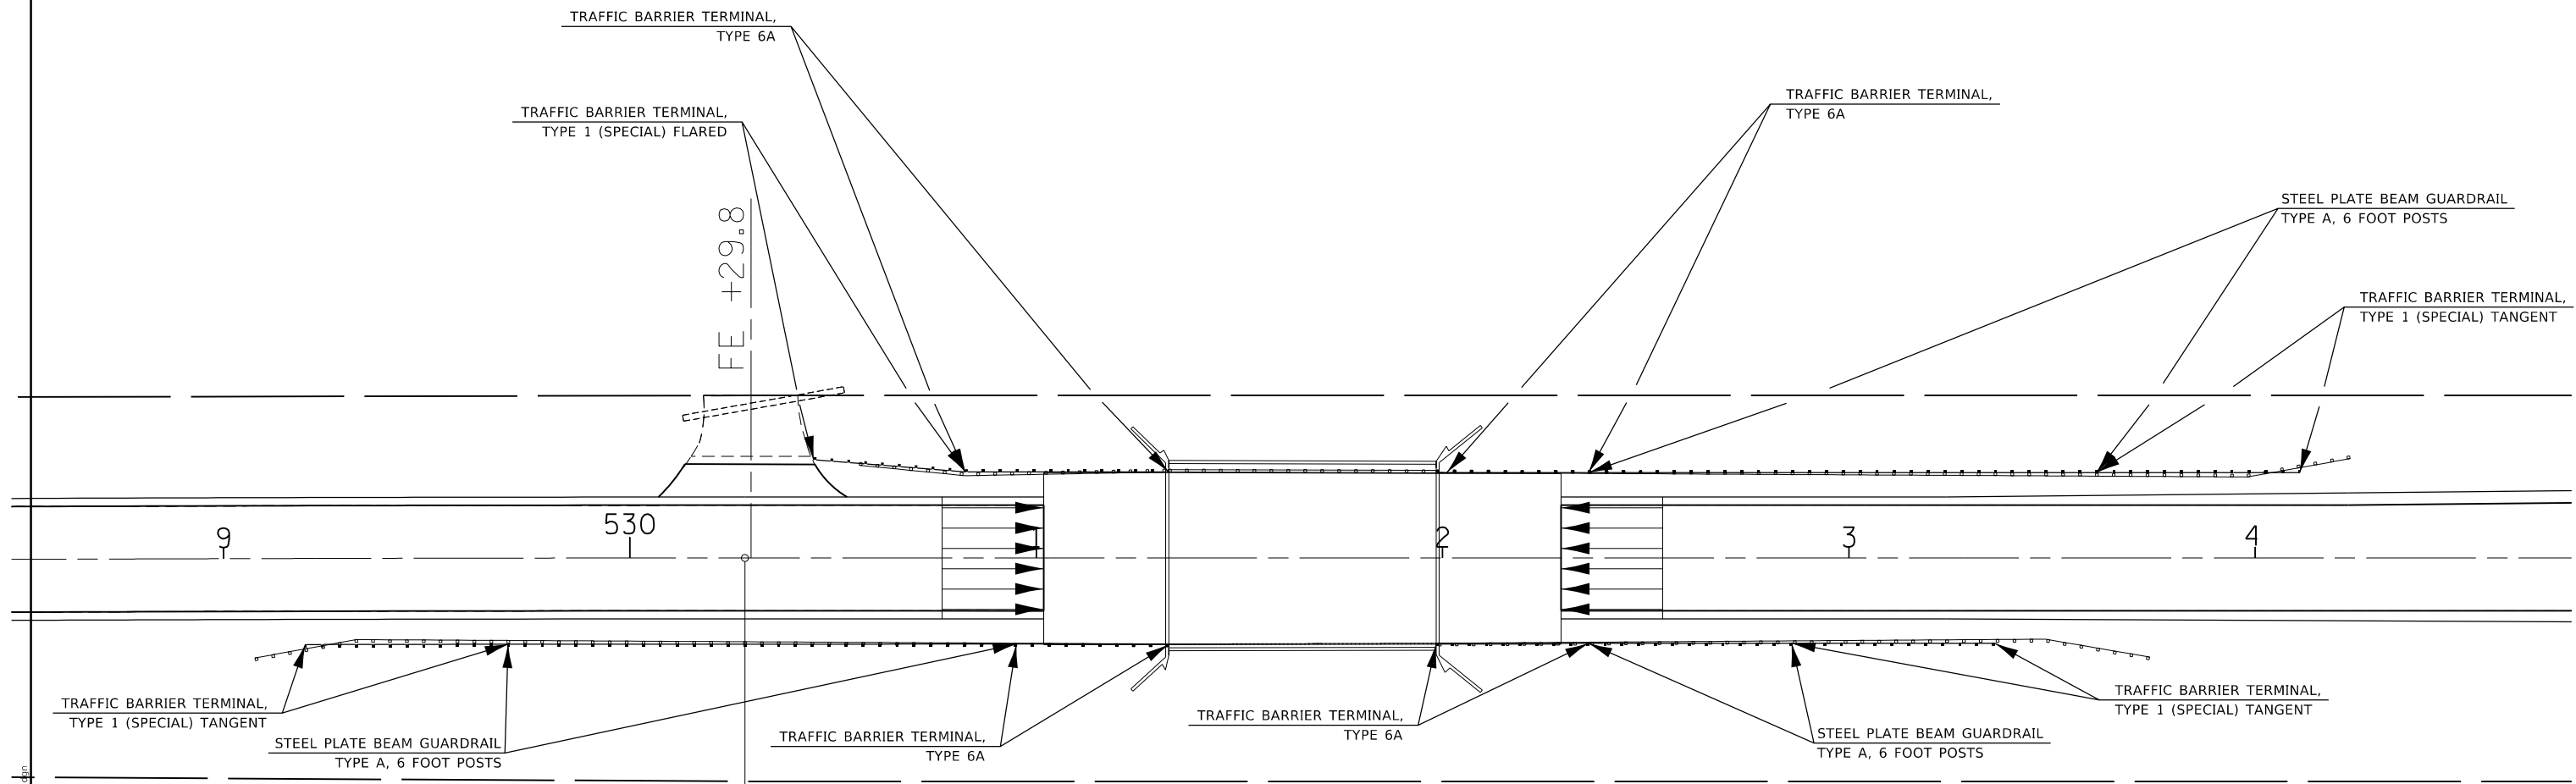 TRAFFIC BARRIER TERMINAL,
TYPE 6A
TRAFFIC BARRIER TERMINAL,
TYPE 1 (SPECIAL) FLARED
TRAFFIC BARRIER TERMINAL,
TYPE 6A
STEEL PLATE BEAM GUARDRAIL
TYPE A, 6 FOOT POSTS
TRAFFIC BARRIER TERMINAL,
TYPE 1 (SPECIAL) TANGENT
FE +29.8
9
530
1
2
3
4
TRAFFIC BARRIER TERMINAL,
TYPE 1 (SPECIAL) TANGENT
STEEL PLATE BEAM GUARDRAIL
TYPE A, 6 FOOT POSTS
TRAFFIC BARRIER TERMINAL,
TYPE 6A
TRAFFIC BARRIER TERMINAL,
TYPE 6A
STEEL PLATE BEAM GUARDRAIL
TYPE A, 6 FOOT POSTS
TRAFFIC BARRIER TERMINAL,
TYPE 1 (SPECIAL) TANGENT